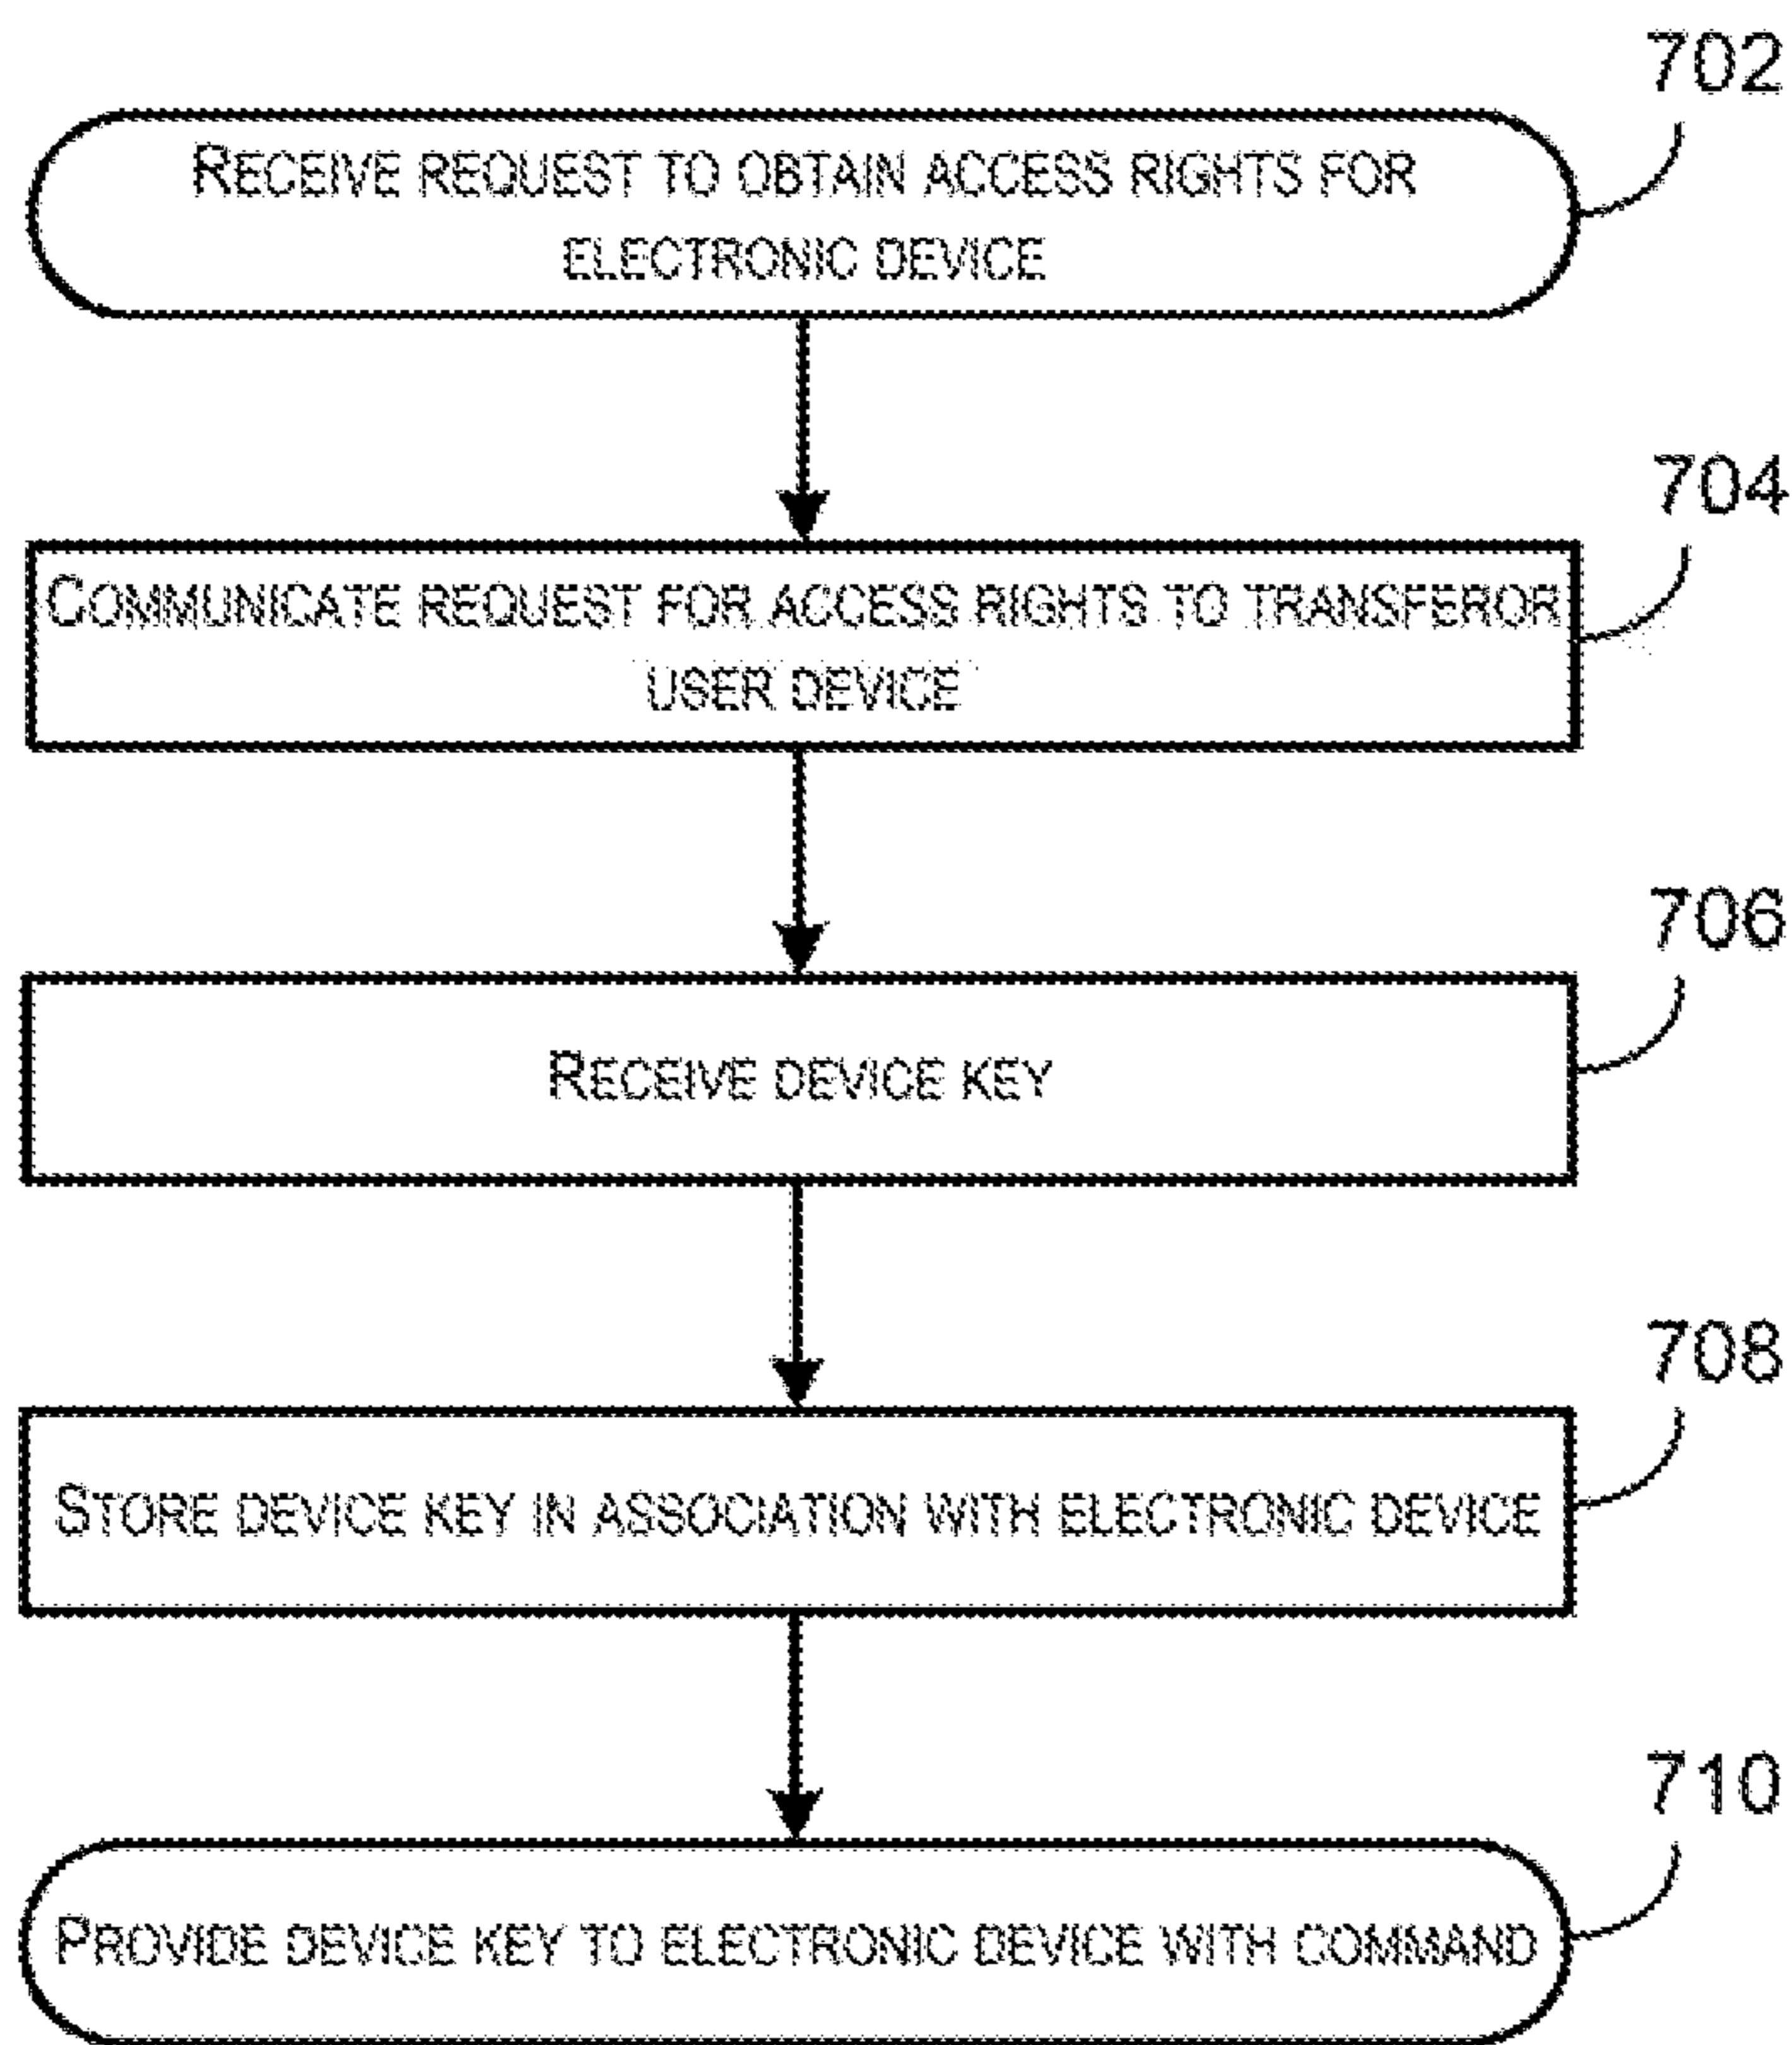 702
RECEIVE REQUEST TO OBTAIN ACCESS RIGHTS FOR
ELECTRONIC DEVICE
704
COMMUNICATE REQUEST FOR ACCESS RIGHTS TO TRANSFEROR
USER DEVICE
706
RECEIVE DEVICE KEY
708
STORE DEVICE KEY IN ASSOCIATION WITH ELECTRONIC DEVICE
710
PROVIDE DEVICE KEY TO ELECTRONIC DEVICE WITH COMMAND